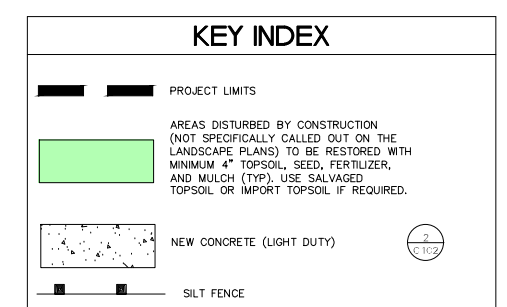 KEY INDEX
PROJECT LIMITS
AREAS DISTURBED BY CONSTRUCTION
(NOT SPECIFICALLY CALLED OUT ON THE
LANDSCAPE PLANS) TO BE RESTORED WITH
MINIMUM 4" TOPSOIL, SEED, FERTILIZER,
AND MULCH (TYP). USE SALVAGED
TOPSOIL OR IMPORT TOPSOIL IF REQUIRED.
NEW CONCRETE (LIGHT DUTY)
2
C102
SILT FENCE